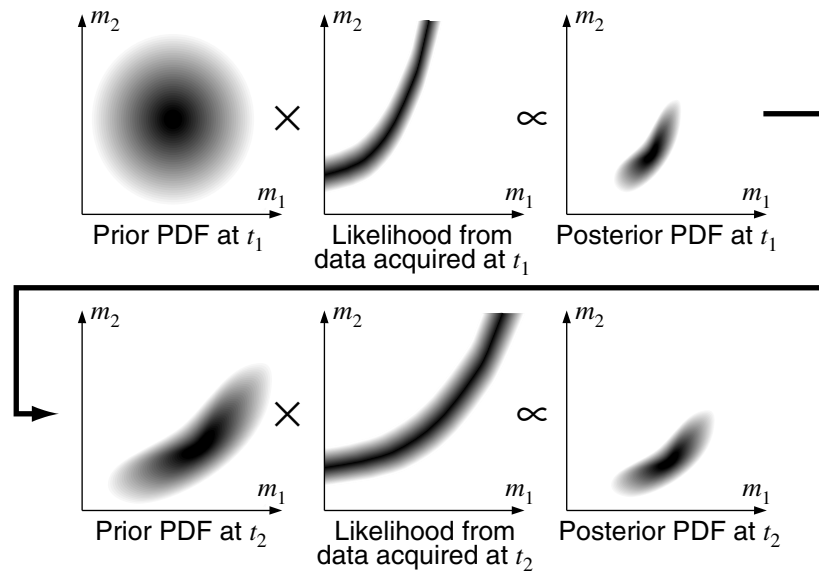 m₂ m₂ m₂
× ∝
m₁ m₁ m₁
Prior PDF at t₁
Likelihood from
data acquired at t₁
Posterior PDF at t₁
m₂ m₂ m₂
× ∝
m₁ m₁ m₁
Prior PDF at t₂
Likelihood from
data acquired at t₂
Posterior PDF at t₂